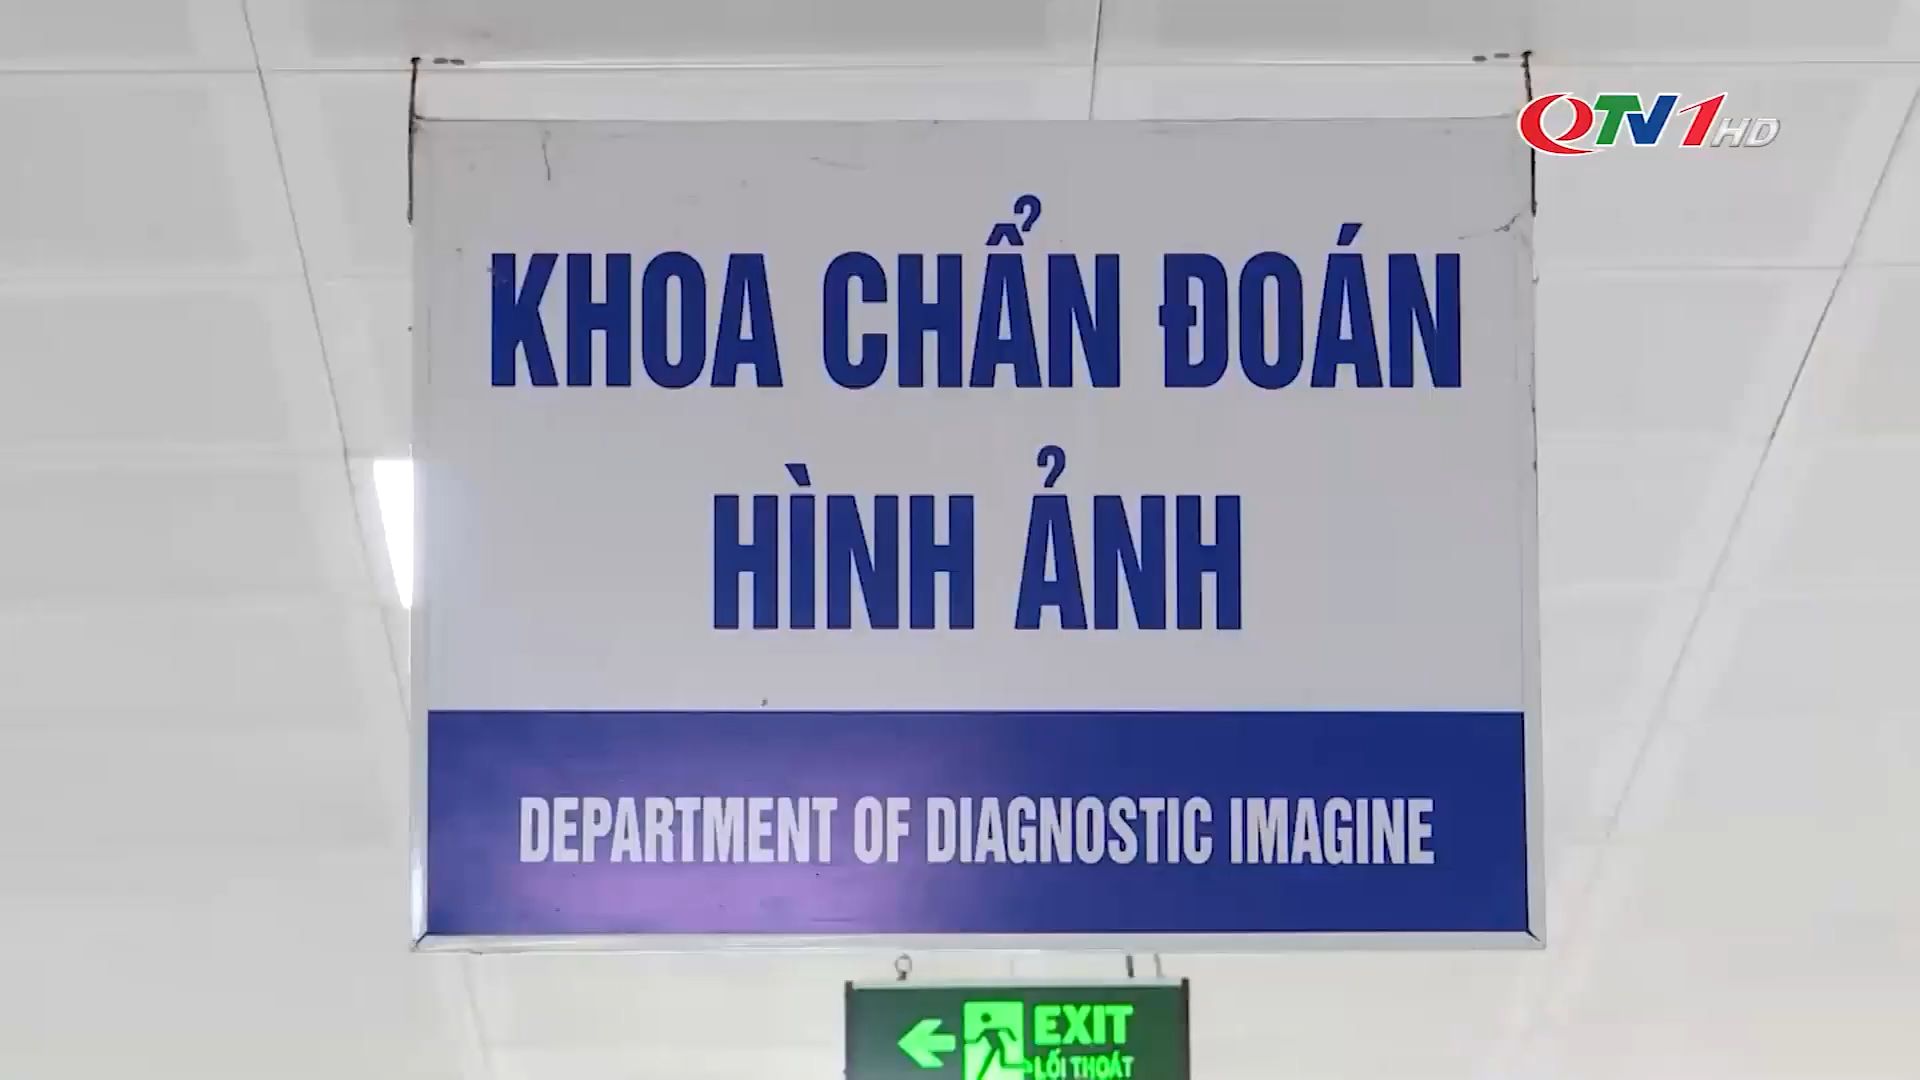 QTV1HD
KHOA CHẨN ĐOÁN
HÌNH ẢNH
DEPARTMENT OF DIAGNOSTIC IMAGINE
EXIT
LỐI THOÁT